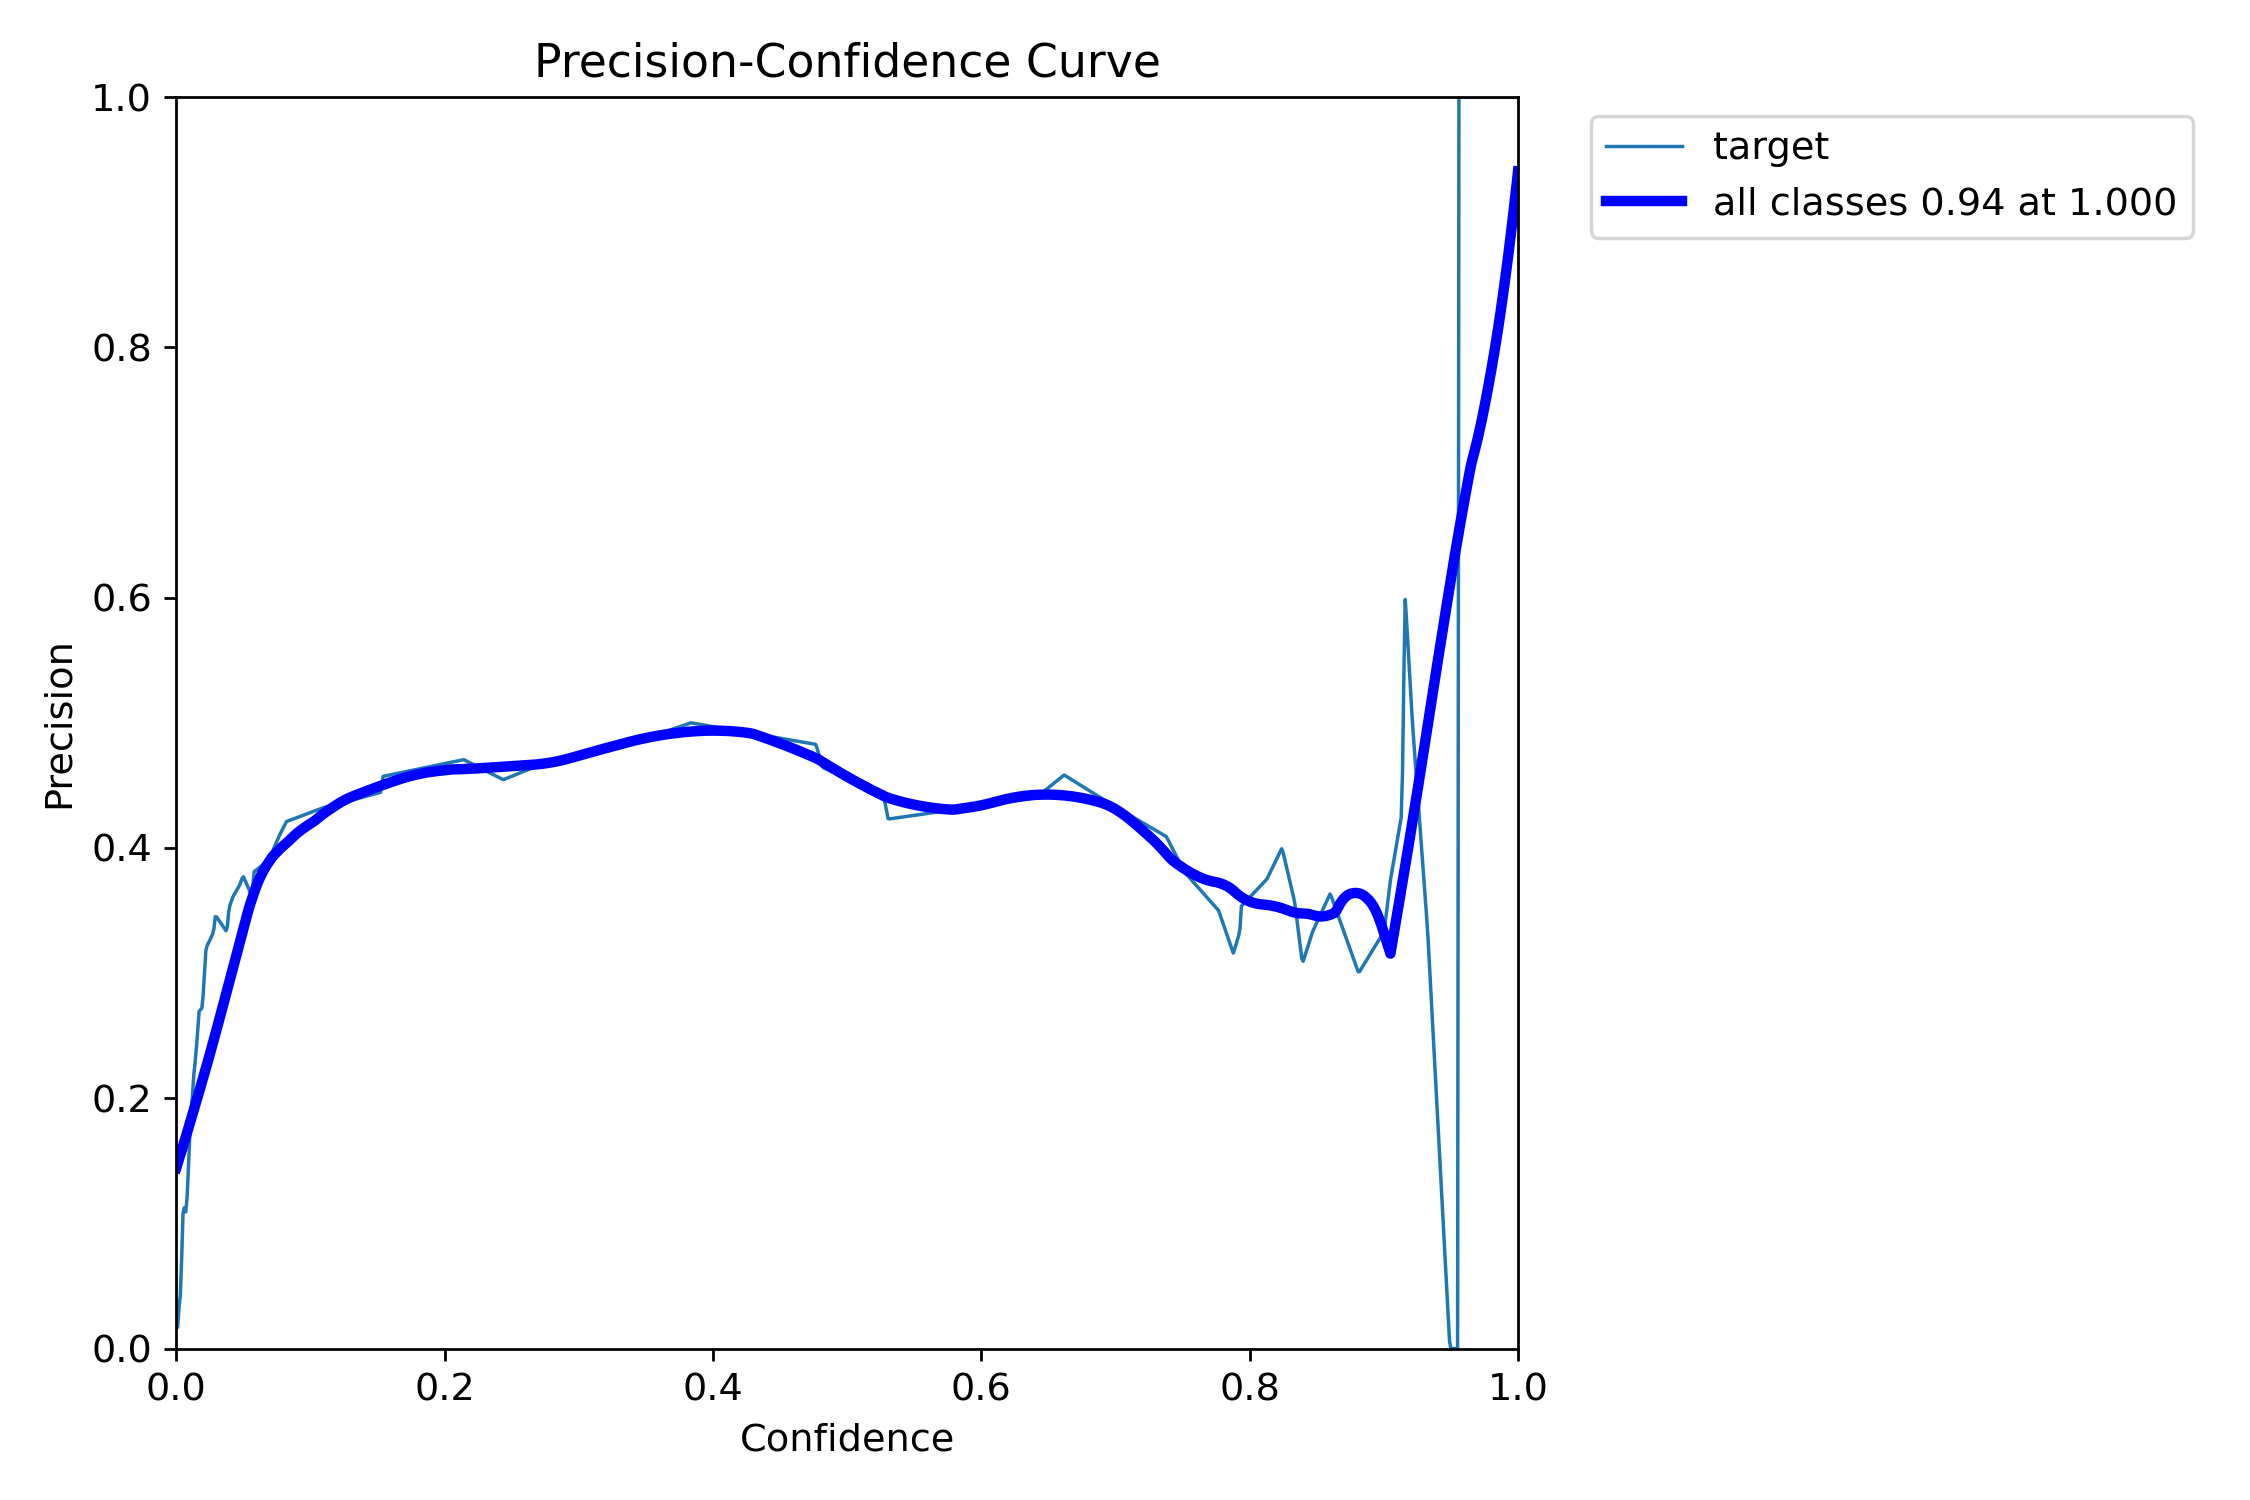 Precision-Confidence Curve
target
all classes 0.94 at 1.000
Precision
1.0
0.8
0.6
0.4
0.2
0.0
0.0 0.2 0.4 0.6 0.8 1.0
Confidence